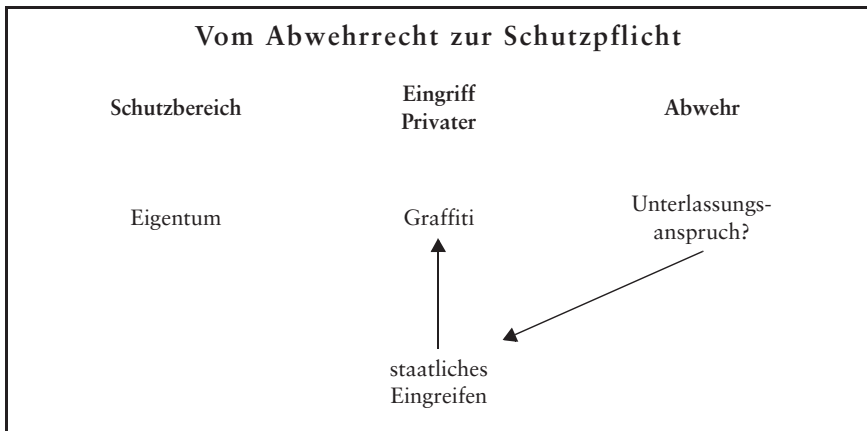 Vom Abwehrrecht zur Schutzpflicht
Schutzbereich
Eingriff
Privater
Abwehr
Eigentum
Graffiti
Unterlassungs-
anspruch?
staatliches
Eingreifen